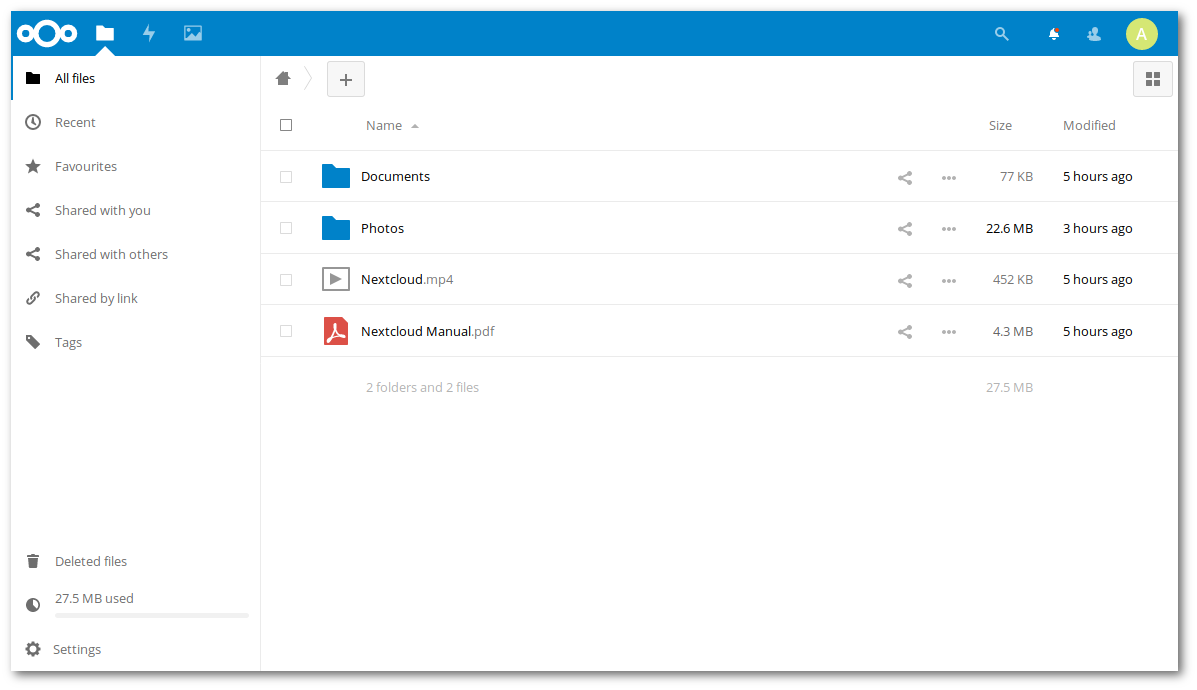 A
All files
Recent
Favourites
Shared with you
Shared with others
Shared by link
Tags
Deleted files
27.5 MB used
Settings
Name Size Modified
Documents 77 KB 5 hours ago
Photos 22.6 MB 3 hours ago
Nextcloud.mp4 452 KB 5 hours ago
Nextcloud Manual.pdf 4.3 MB 5 hours ago
2 folders and 2 files 27.5 MB